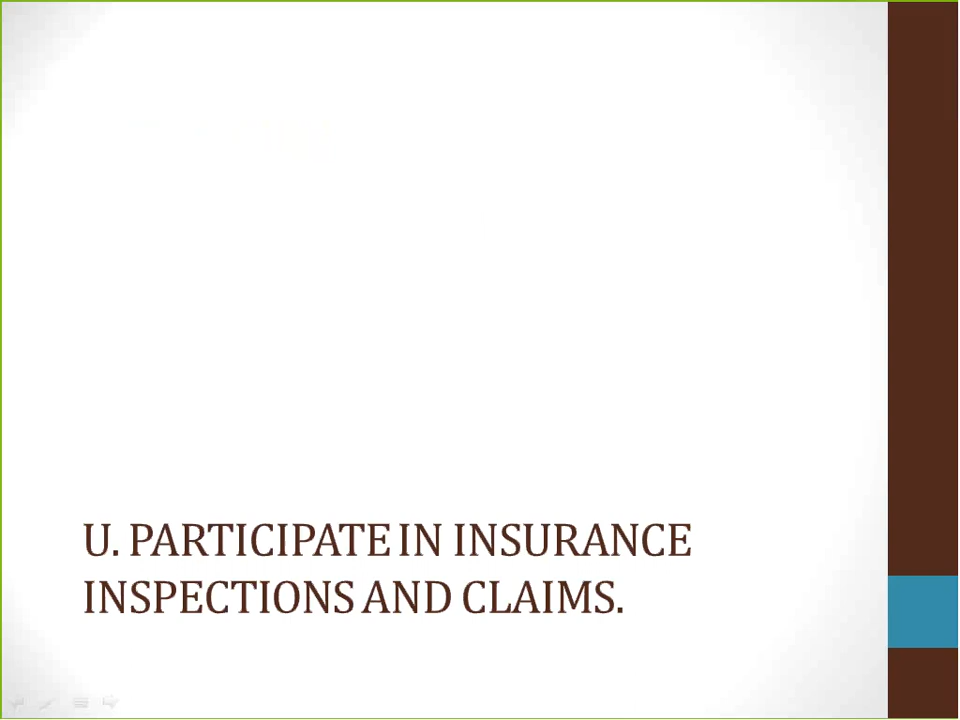 U. PARTICIPATE IN INSURANCE
INSPECTIONS AND CLAIMS.